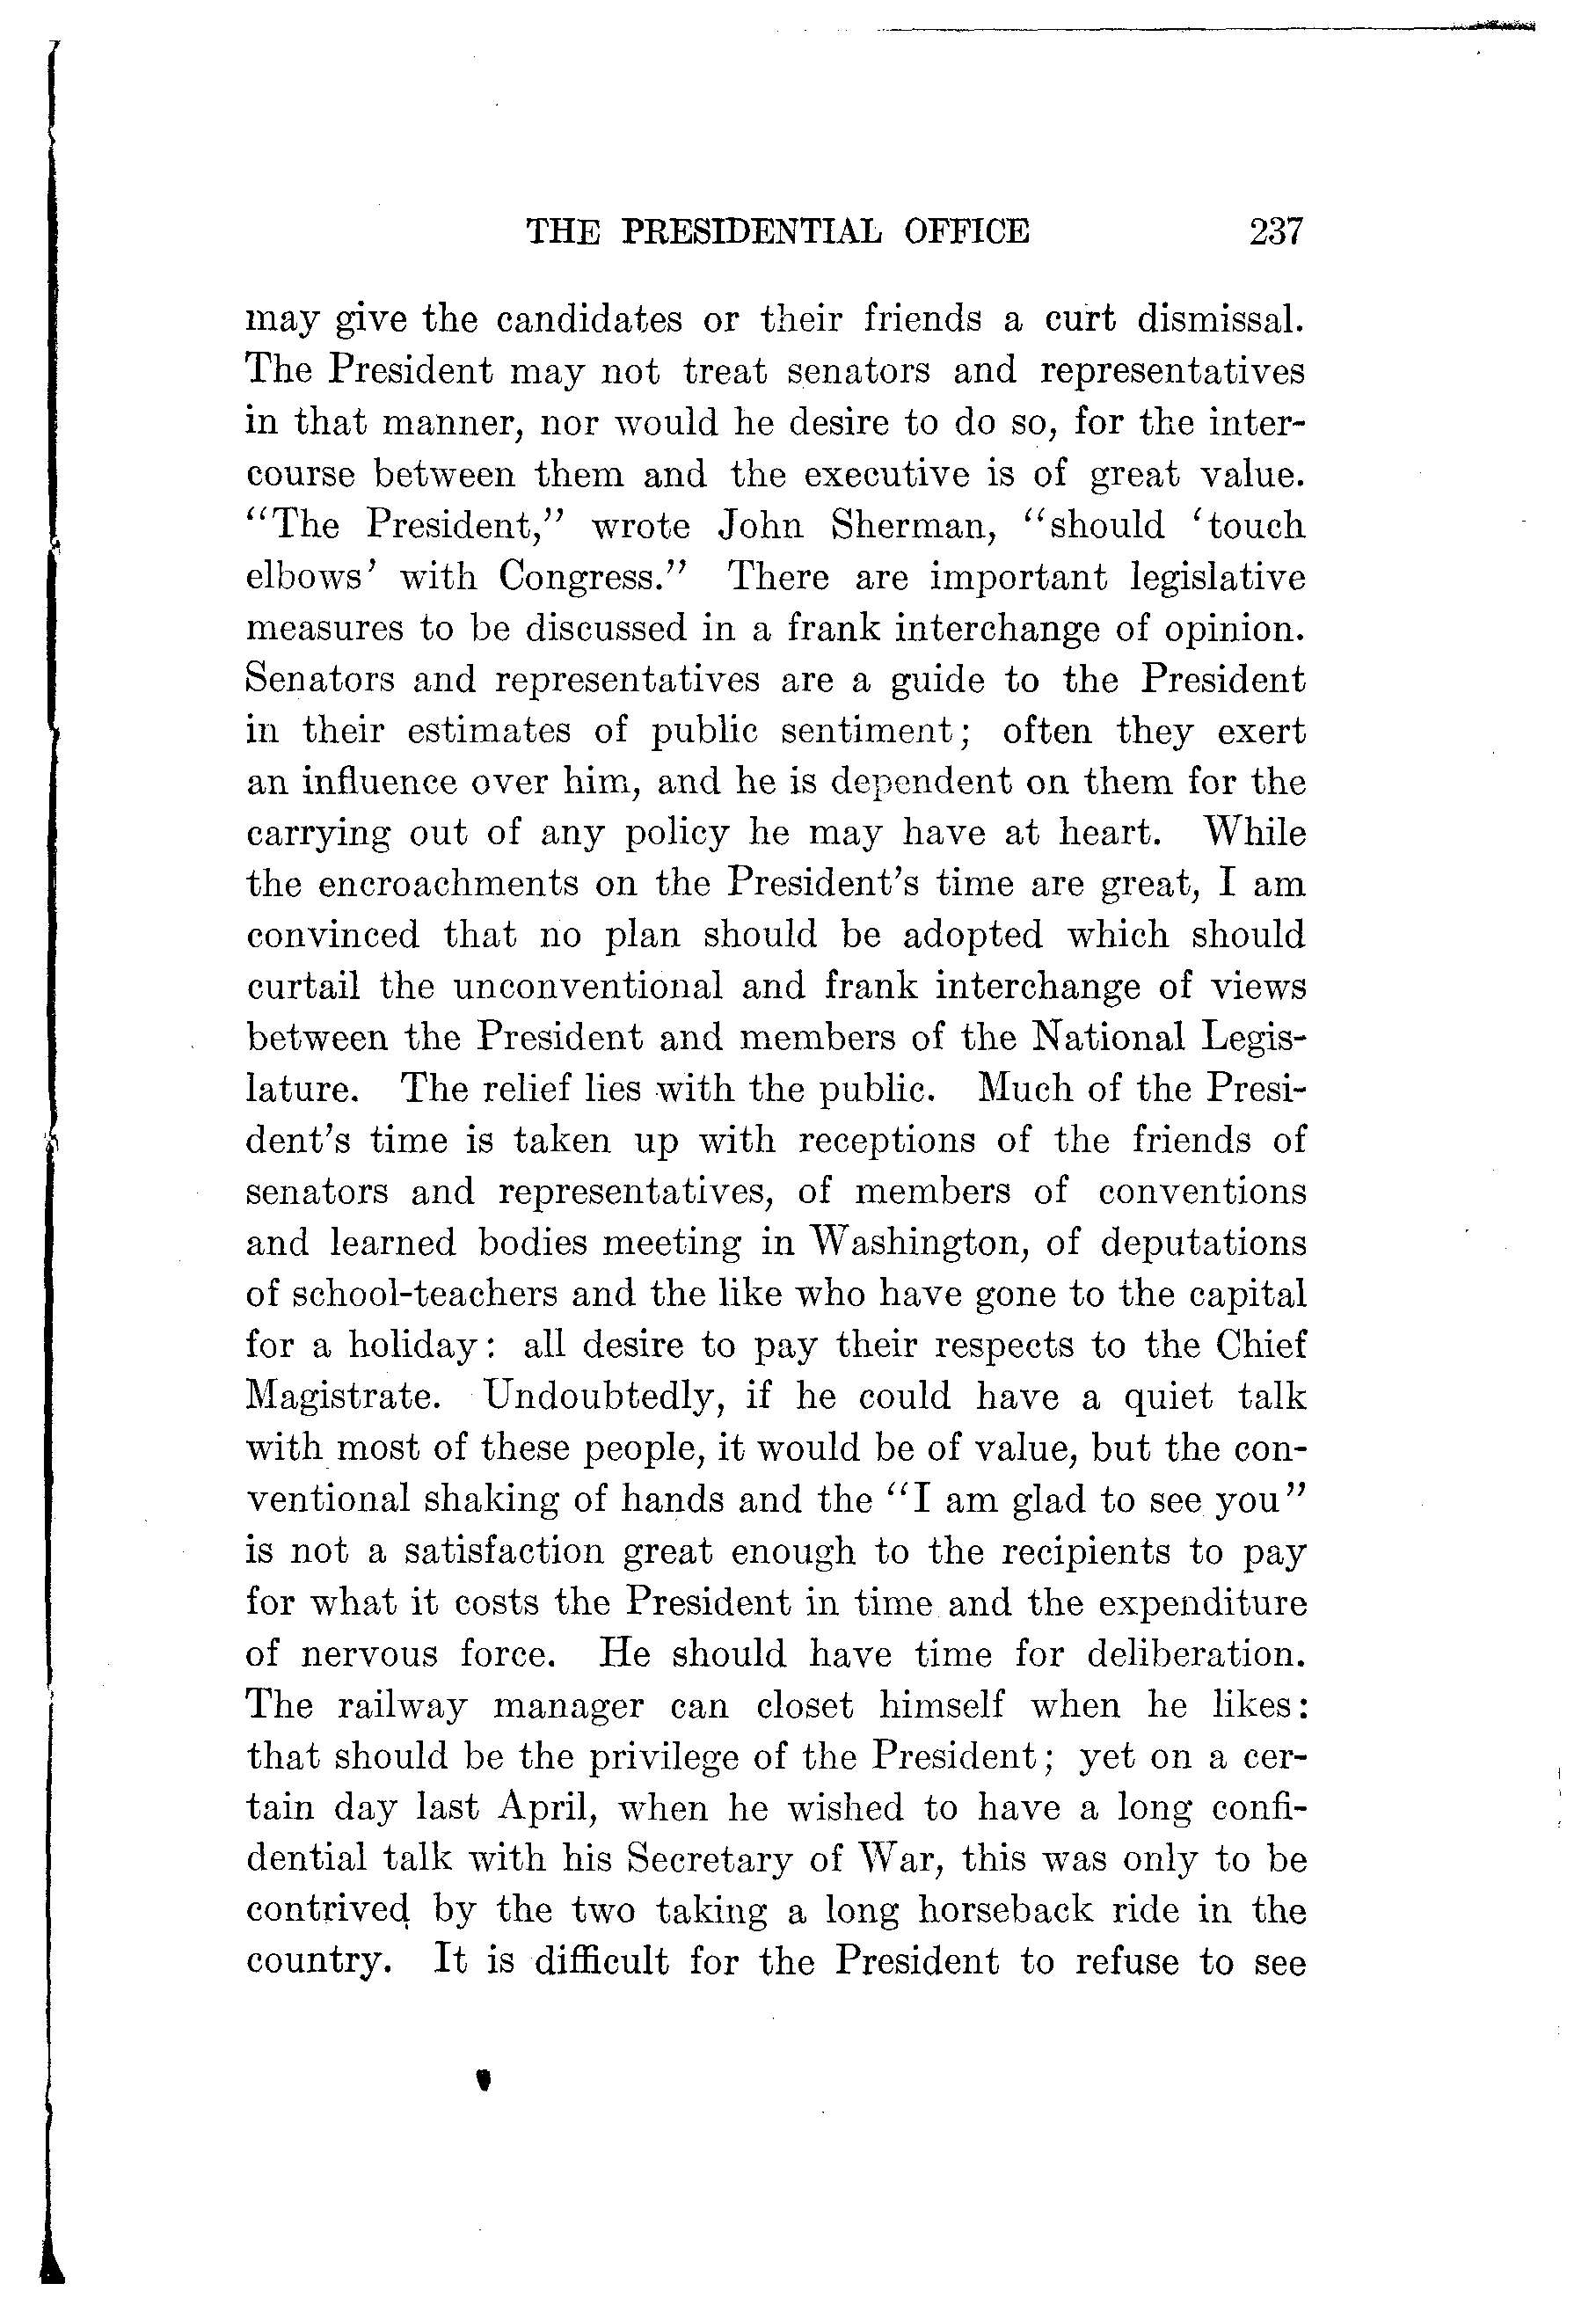 THE PRESIDENTIAL OFFICE 237
may give the candidates or their friends a curt dismissal.
The President may not treat senators and representatives
in that manner, nor would he desire to do so, for the inter-
course between them and the executive is of great value.
"The President," wrote John Sherman, "should 'touch
elbows' with Congress." There are important legislative
measures to be discussed in a frank interchange of opinion.
Senators and representatives are a guide to the President
in their estimates of public sentiment; often they exert
an influence over him, and he is dependent on them for the
carrying out of any policy he may have at heart. While
the encroachments on the President's time are great, I am
convinced that no plan should be adopted which should
curtail the unconventional and frank interchange of views
between the President and members of the National Legis-
lature. The relief lies with the public. Much of the Presi-
dent's time is taken up with receptions of the friends of
senators and representatives, of members of conventions
and learned bodies meeting in Washington, of deputations
of school-teachers and the like who have gone to the capital
for a holiday: all desire to pay their respects to the Chief
Magistrate. Undoubtedly, if he could have a quiet talk
with most of these people, it would be of value, but the con-
ventional shaking of hands and the "I am glad to see you"
is not a satisfaction great enough to the recipients to pay
for what it costs the President in time and the expenditure
of nervous force. He should have time for deliberation.
The railway manager can closet himself when he likes:
that should be the privilege of the President; yet on a cer-
tain day last April, when he wished to have a long confi-
dential talk with his Secretary of War, this was only to be
contrived by the two taking a long horseback ride in the
country. It is difficult for the President to refuse to see